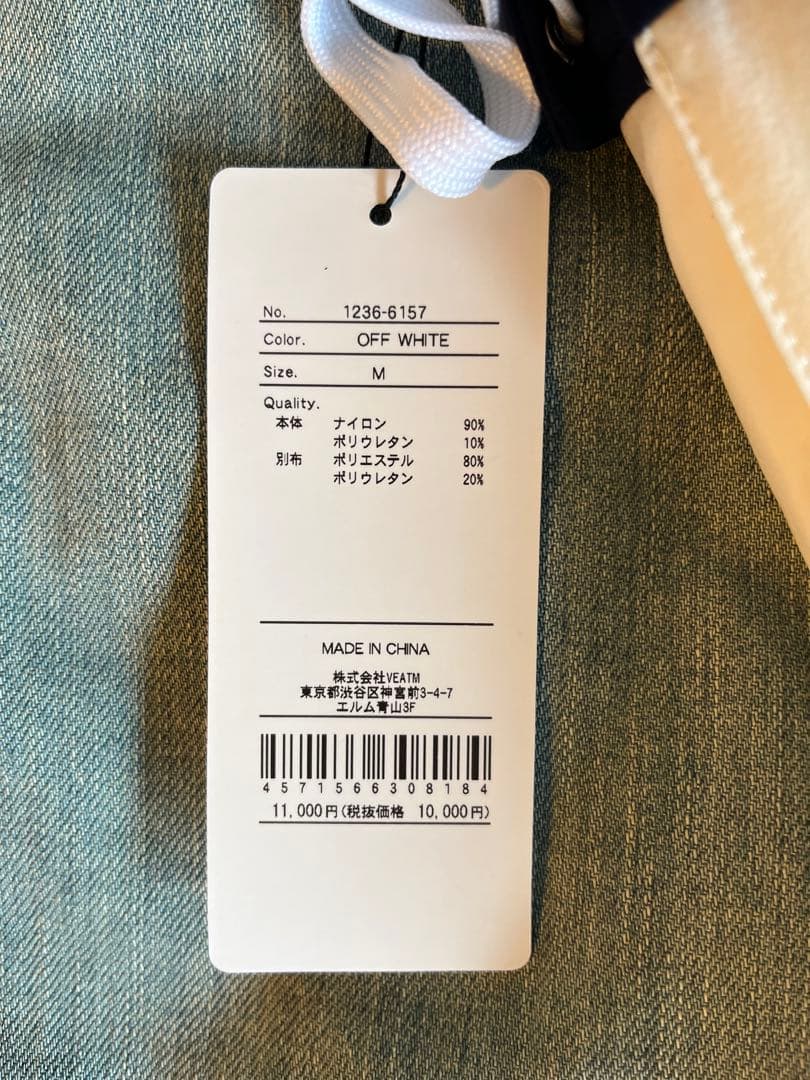 No. 1236-6157
Color. OFF WHITE
Size. M
Quality.
本体 ナイロン 90%
ポリウレタン 10%
別布 ポリエステル 80%
ポリウレタン 20%
MADE IN CHINA
株式会社VEATM
東京都渋谷区神宮前3-4-7
エルム青山3F
4571566308184
11,000円(税抜価格 10,000円)